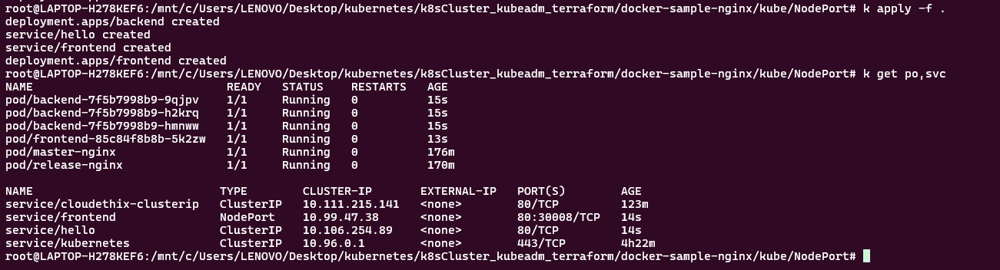 root@LAPTOP-H278KEF6:/mnt/c/Users/LENOVO/Desktop/kubernetes/k8sCluster_kubeadm_terraform/docker-sample-nginx/kube/NodePort# k apply -f .
deployment.apps/backend created
service/hello created
service/frontend created
deployment.apps/frontend created
root@LAPTOP-H278KEF6:/mnt/c/Users/LENOVO/Desktop/kubernetes/k8sCluster_kubeadm_terraform/docker-sample-nginx/kube/NodePort# k get po,svc
NAME READY STATUS RESTARTS AGE
pod/backend-7f5b7998b9-9qjpv 1/1 Running 0 15s
pod/backend-7f5b7998b9-h2krq 1/1 Running 0 15s
pod/backend-7f5b7998b9-hmnww 1/1 Running 0 15s
pod/frontend-85c84f8b8b-5k2zw 1/1 Running 0 13s
pod/master-nginx 1/1 Running 0 176m
pod/release-nginx 1/1 Running 0 170m
NAME TYPE CLUSTER-IP EXTERNAL-IP PORT(S) AGE
service/cloudethix-clusterip ClusterIP 10.111.215.141 <none> 80/TCP 123m
service/frontend NodePort 10.99.47.38 <none> 80:30008/TCP 14s
service/hello ClusterIP 10.106.254.89 <none> 80/TCP 14s
service/kubernetes ClusterIP 10.96.0.1 <none> 443/TCP 4h22m
root@LAPTOP-H278KEF6:/mnt/c/Users/LENOVO/Desktop/kubernetes/k8sCluster_kubeadm_terraform/docker-sample-nginx/kube/NodePort#